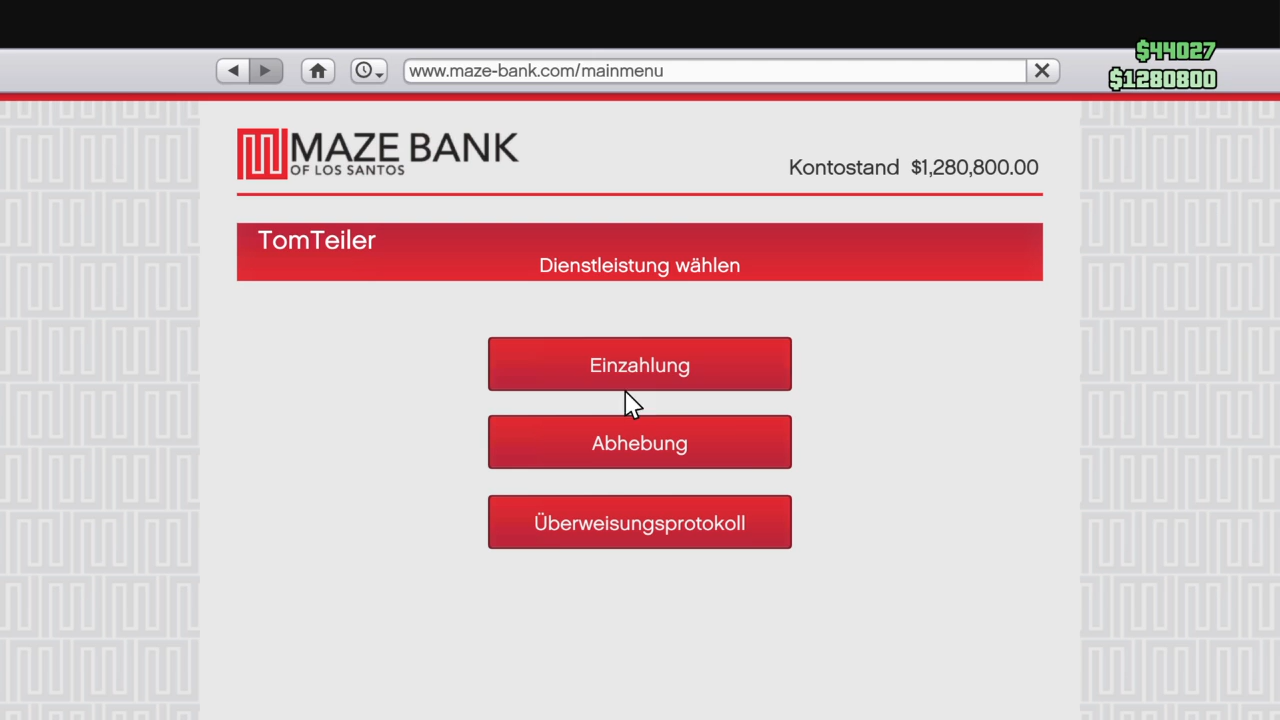 $44027
www.maze-bank.com/mainmenu
$1280800
MAZE BANK
OF LOS SANTOS
Kontostand $1,280,800.00
TomTeiler
Dienstleistung wählen
Einzahlung
Abhebung
Überweisungsprotokoll